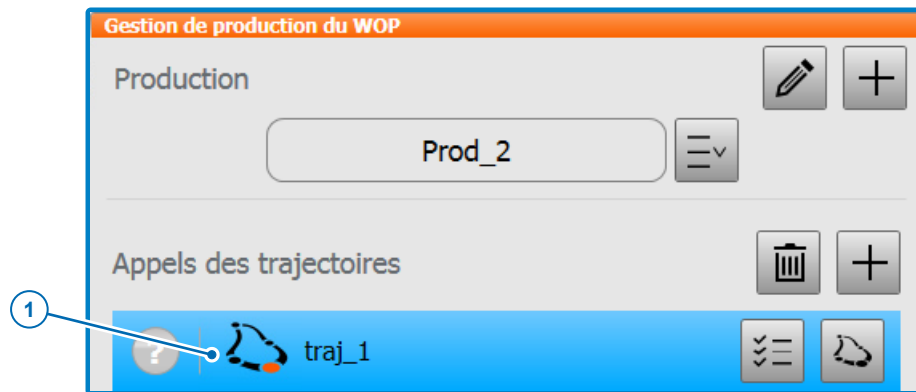 Gestion de production du WOP
Production
Prod_2
Appels des trajectoires
1
? traj_1